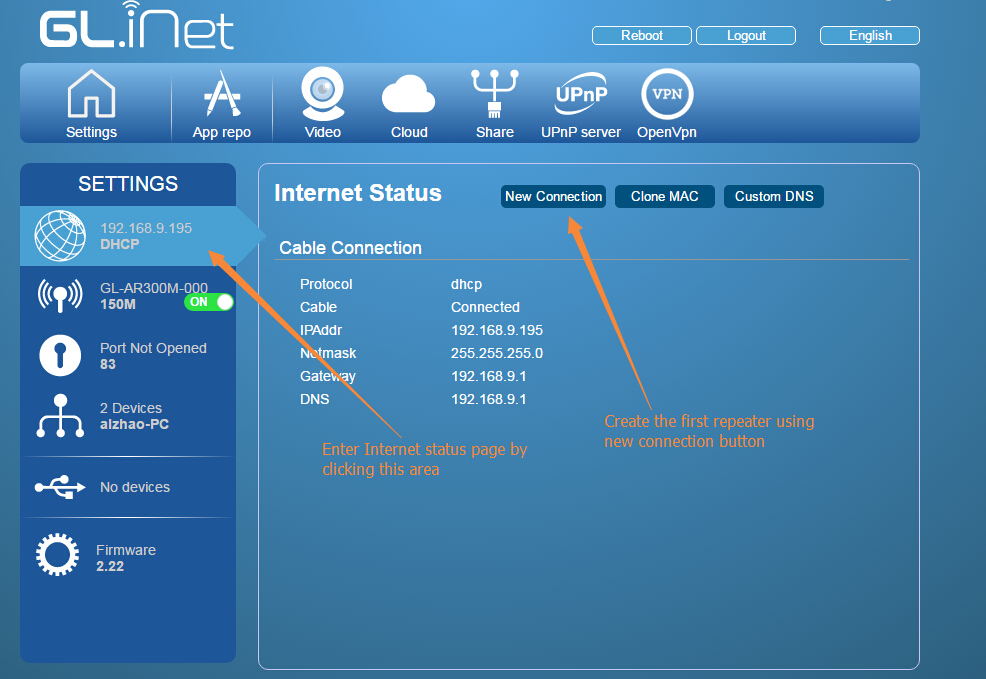 GL.iNet
Reboot
Logout
English
Settings
App repo
Video
Cloud
Share
UPnP
UPnP server
VPN
OpenVpn
SETTINGS
192.168.9.195
DHCP
GL-AR300M-000
150M
ON
Port Not Opened
83
2 Devices
alzhao-PC
No devices
Firmware
2.22
Internet Status
New Connection
Clone MAC
Custom DNS
Cable Connection
Protocol dhcp
Cable Connected
IPAddr 192.168.9.195
Netmask 255.255.255.0
Gateway 192.168.9.1
DNS 192.168.9.1
Enter Internet status page by
clicking this area
Create the first repeater using
new connection button